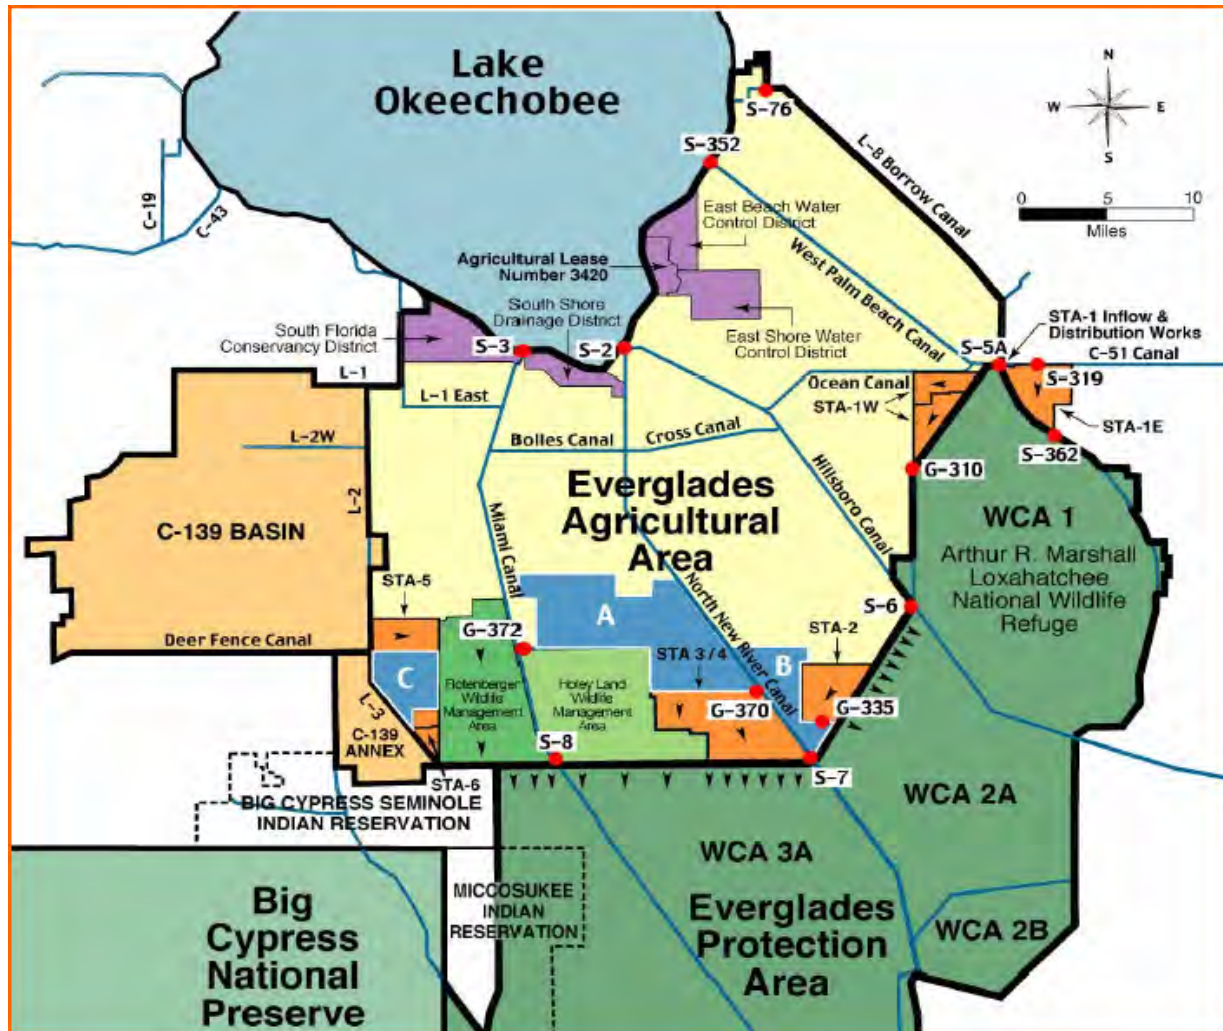 Lake
Okeechobee
N
W
E
S
0
5
10
Miles
S-76
S-352
L-8 Borrow Canal
C-19
C-43
East Beach Water
Control District
Agricultural Lease
Number 3420
West Palm Beach Canal
South Shore
Drainage District
South Florida
Conservancy District
East Shore Water
Control District
STA-1 Inflow &
Distribution Works
S-3
S-2
S-5A
C-51 Canal
L-1
S-319
Ocean Canal
L-1 East
STA-1W
STA-1E
L-2W
Bolles Canal
Cross Canal
S-362
G-310
Hillsboro Canal
L-2
Everglades
Agricultural
Area
C-139 BASIN
Miami Canal
WCA 1
Arthur R. Marshall
Loxahatchee
National Wildlife
Refuge
STA-5
North New River Canal
A
S-6
Deer Fence Canal
G-372
STA-2
STA 3/4
B
C
Rotenberger
Wildlife
Management
Area
Holey Land
Wildlife
Management
Area
L-3
G-370
G-335
C-139
ANNEX
S-8
S-7
STA-6
BIG CYPRESS SEMINOLE
INDIAN RESERVATION
WCA 2A
WCA 3A
MICCOSUKEE
INDIAN
RESERVATION
Big
Cypress
National
Preserve
Everglades
Protection
Area
WCA 2B